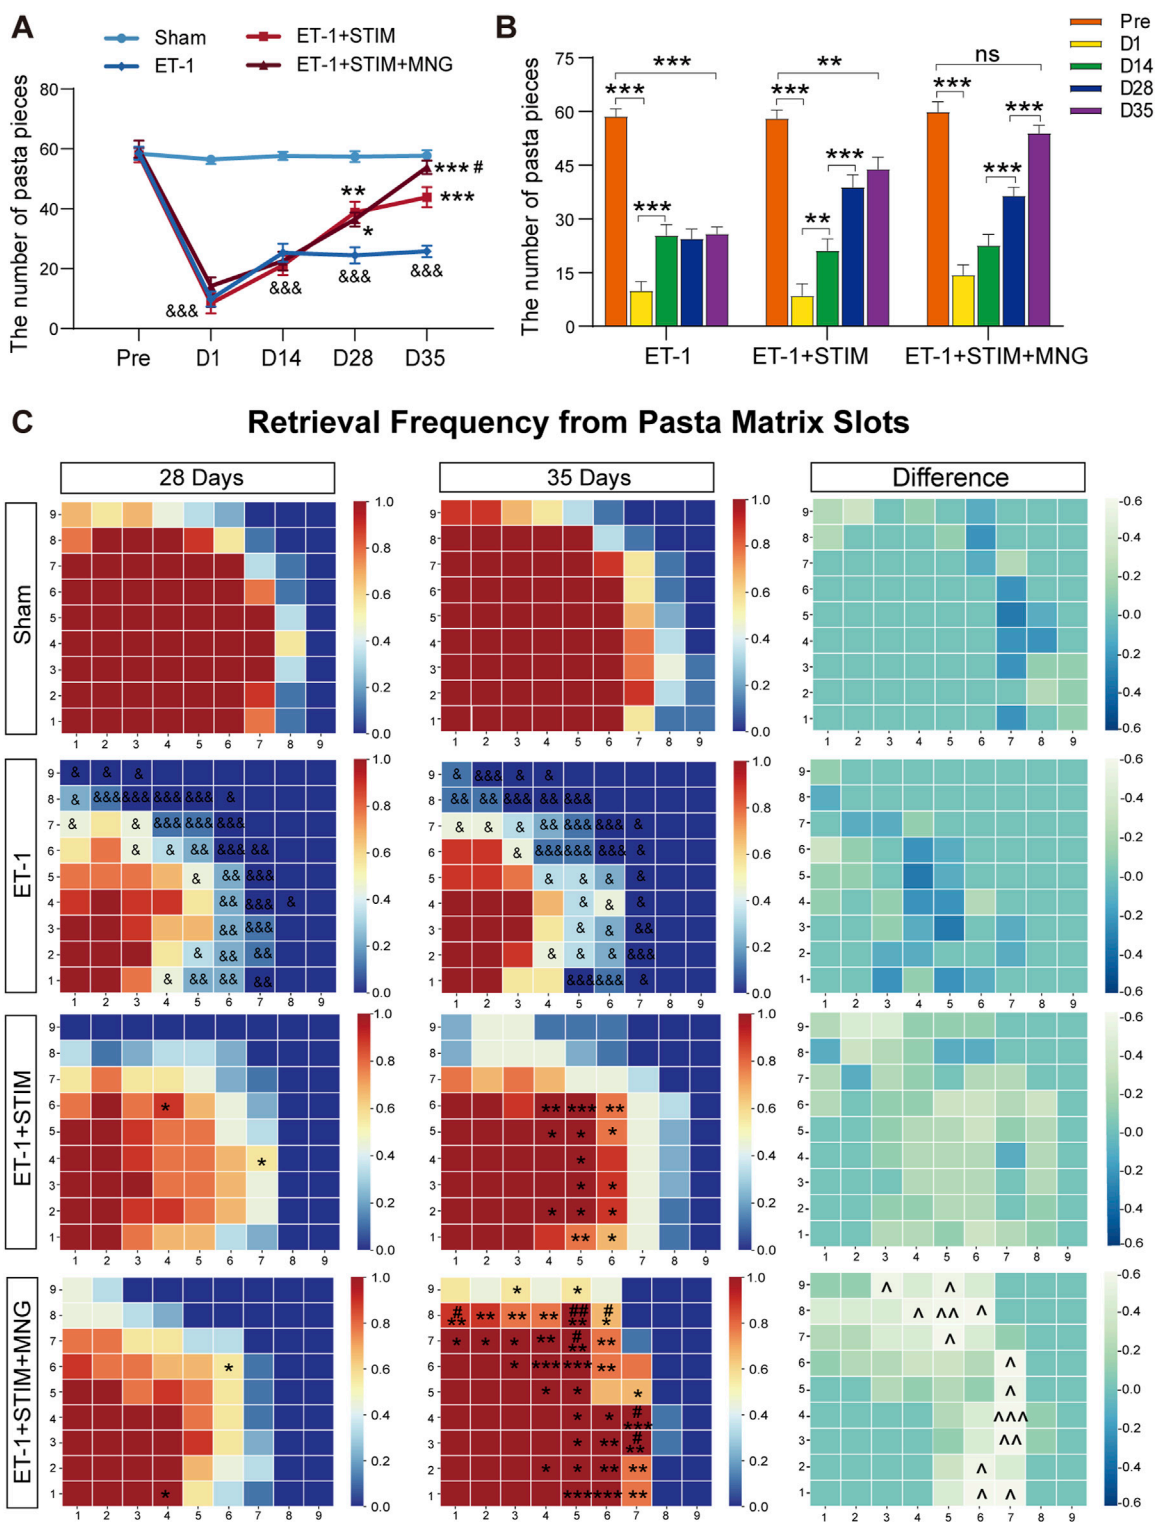 A
Sham
ET-1
ET-1+STIM
ET-1+STIM+MNG
The number of pasta pieces
80
60
40
20
0
Pre D1 D14 D28 D35
*** #
***
**
*
&&& &&& &&& &&&
B
The number of pasta pieces
75
60
45
30
15
0
*** ** ns
*** *** ***
*** *** ***
** ***
ET-1 ET-1+STIM ET-1+STIM+MNG
Pre
D1
D14
D28
D35
C
Retrieval Frequency from Pasta Matrix Slots
28 Days 35 Days Difference
Sham
ET-1
ET-1+STIM
ET-1+STIM+MNG
1 2 3 4 5 6 7 8 9
1.0
0.8
0.6
0.4
0.2
0.0
-0.6
-0.4
-0.2
-0.0
0.2
0.4
-0.6